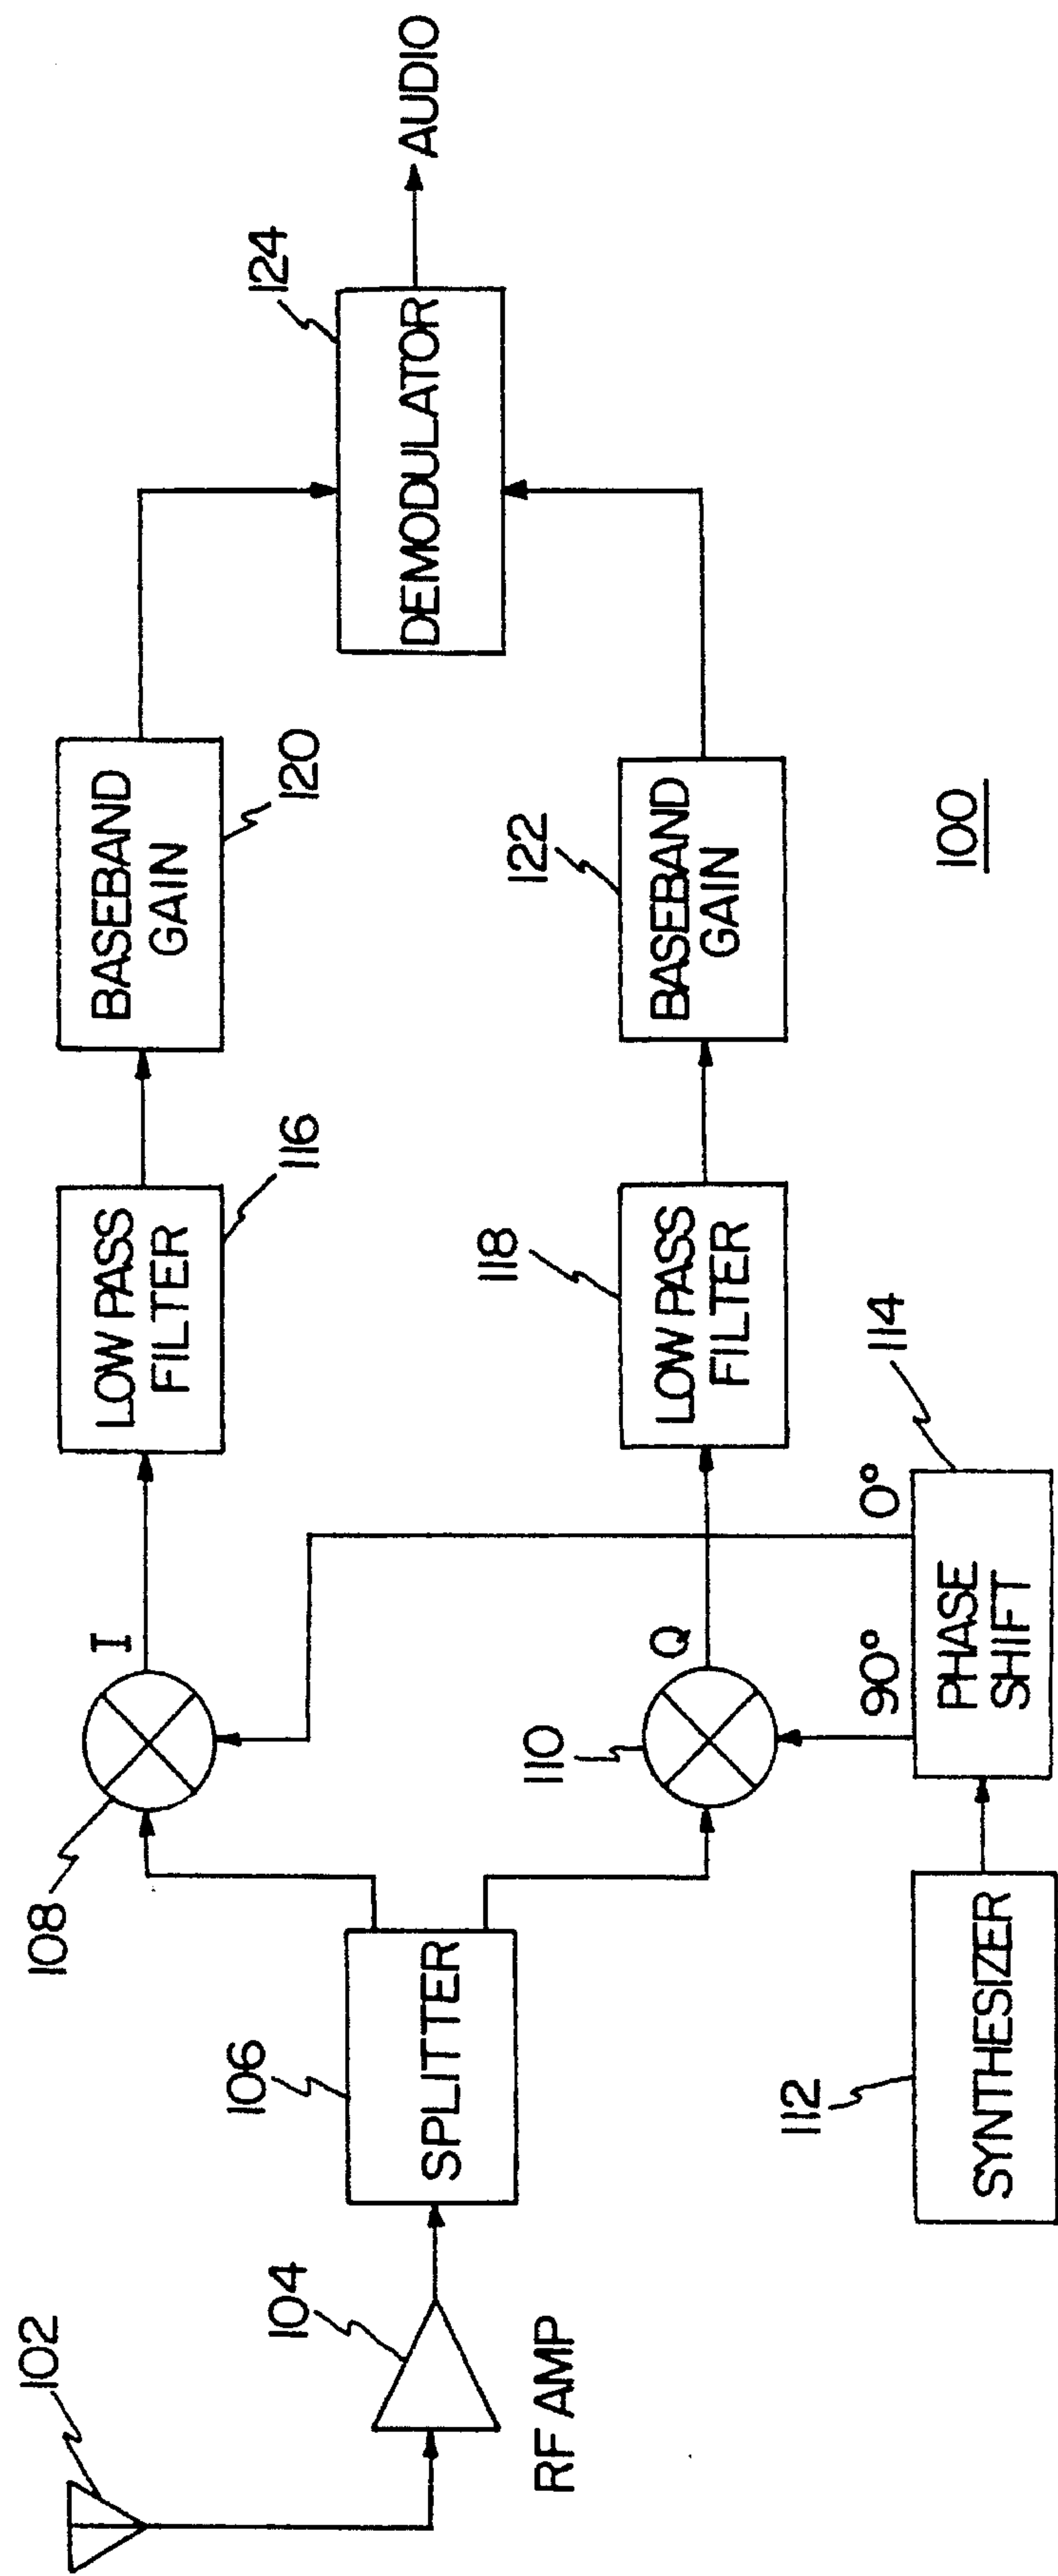 102
104
RF AMP
106
SPLITTER
108
I
110
Q
112
SYNTHESIZER
90°
0°
PHASE
SHIFT
114
LOW PASS
FILTER
116
118
LOW PASS
FILTER
BASEBAND
GAIN
120
122
BASEBAND
GAIN
124
DEMODULATOR
AUDIO
100